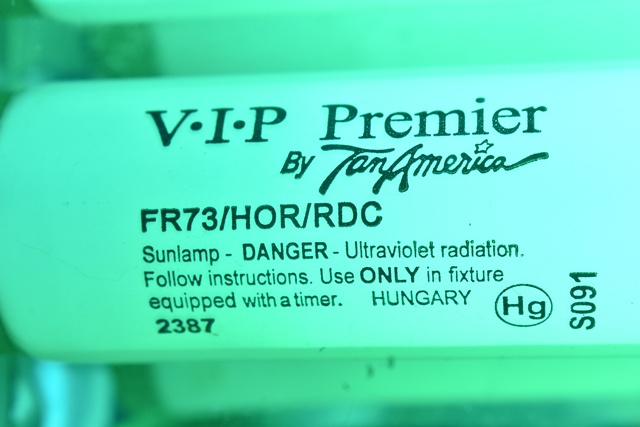 V·I·P Premier
By TanAmerica
FR73/HOR/RDC
Sunlamp - DANGER - Ultraviolet radiation.
Follow instructions. Use ONLY in fixture
equipped with a timer. HUNGARY
2387
Hg
S091